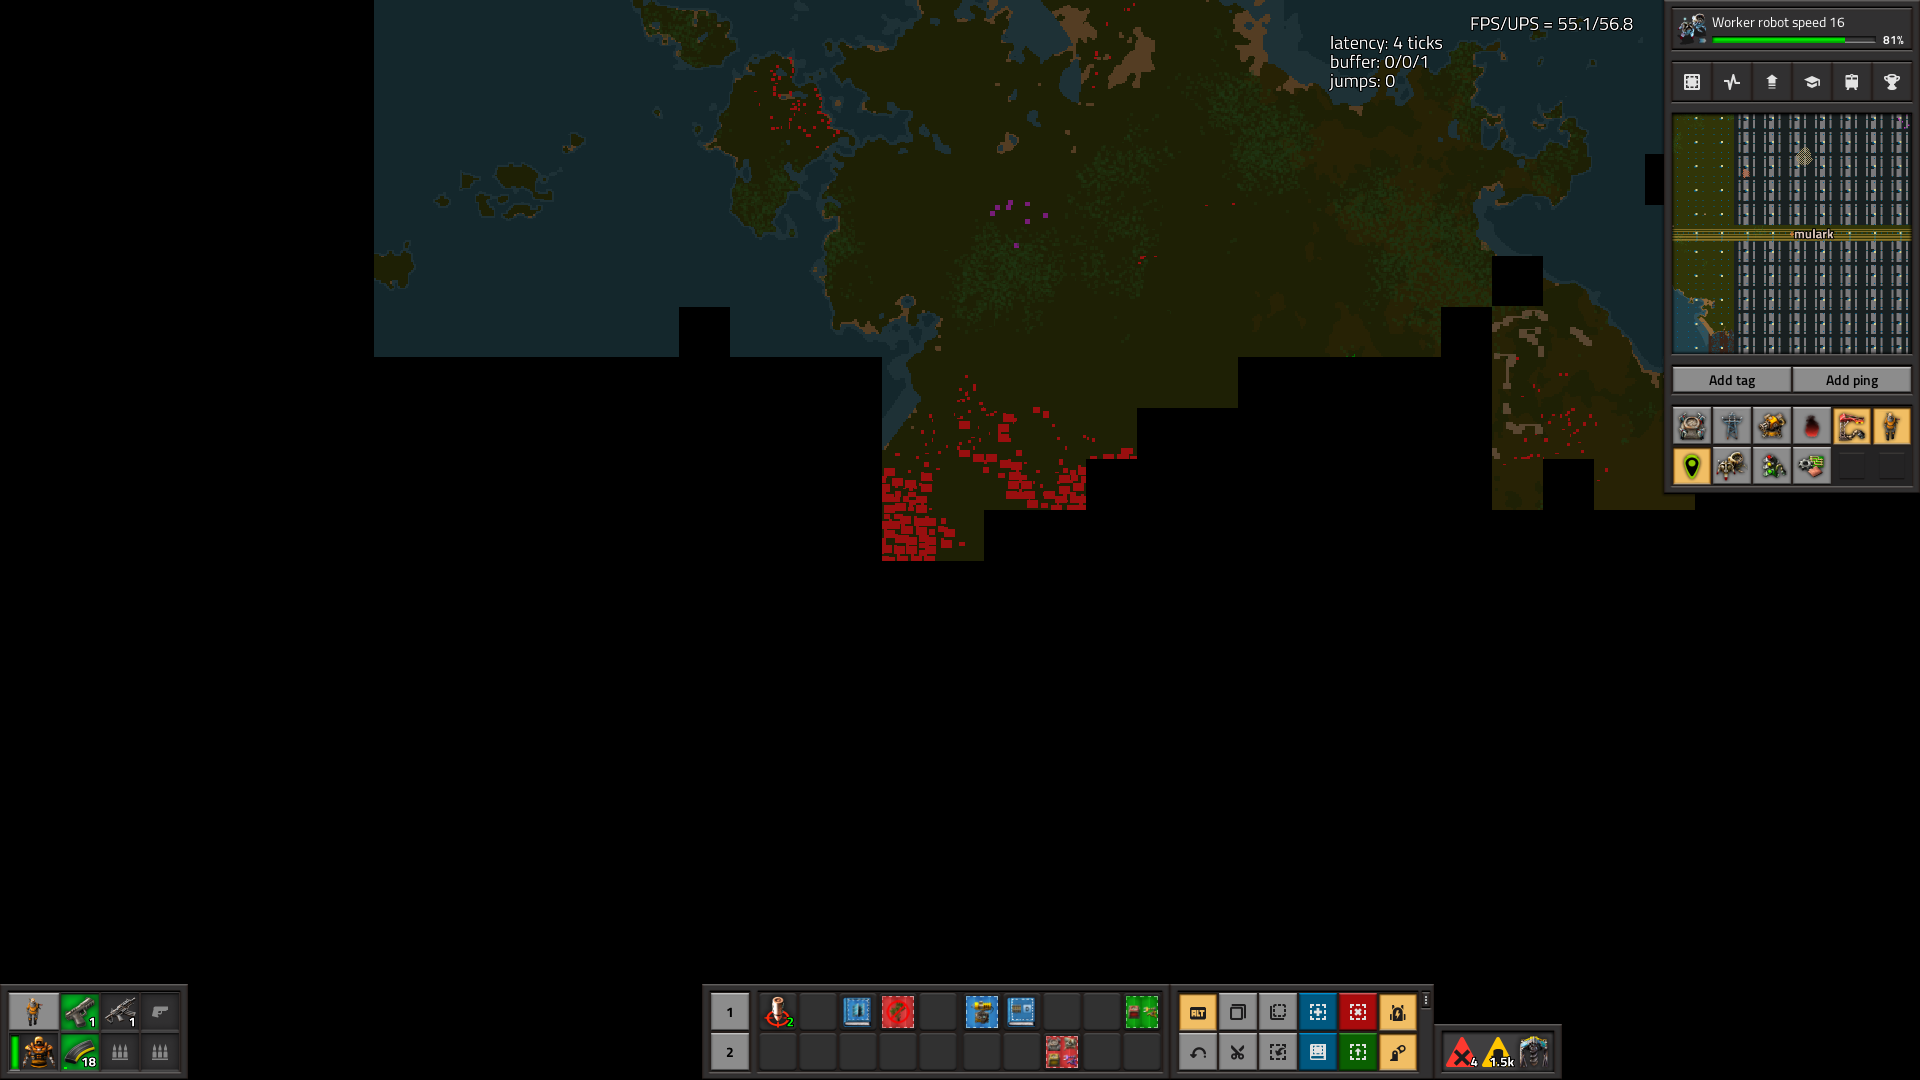 FPS/UPS = 55.1/56.8
latency: 4 ticks
buffer: 0/0/1
jumps: 0
Worker robot speed 16
81%
mulark
Add tag
Add ping
1
1
18
1
2
2
ALT
4
1.5k